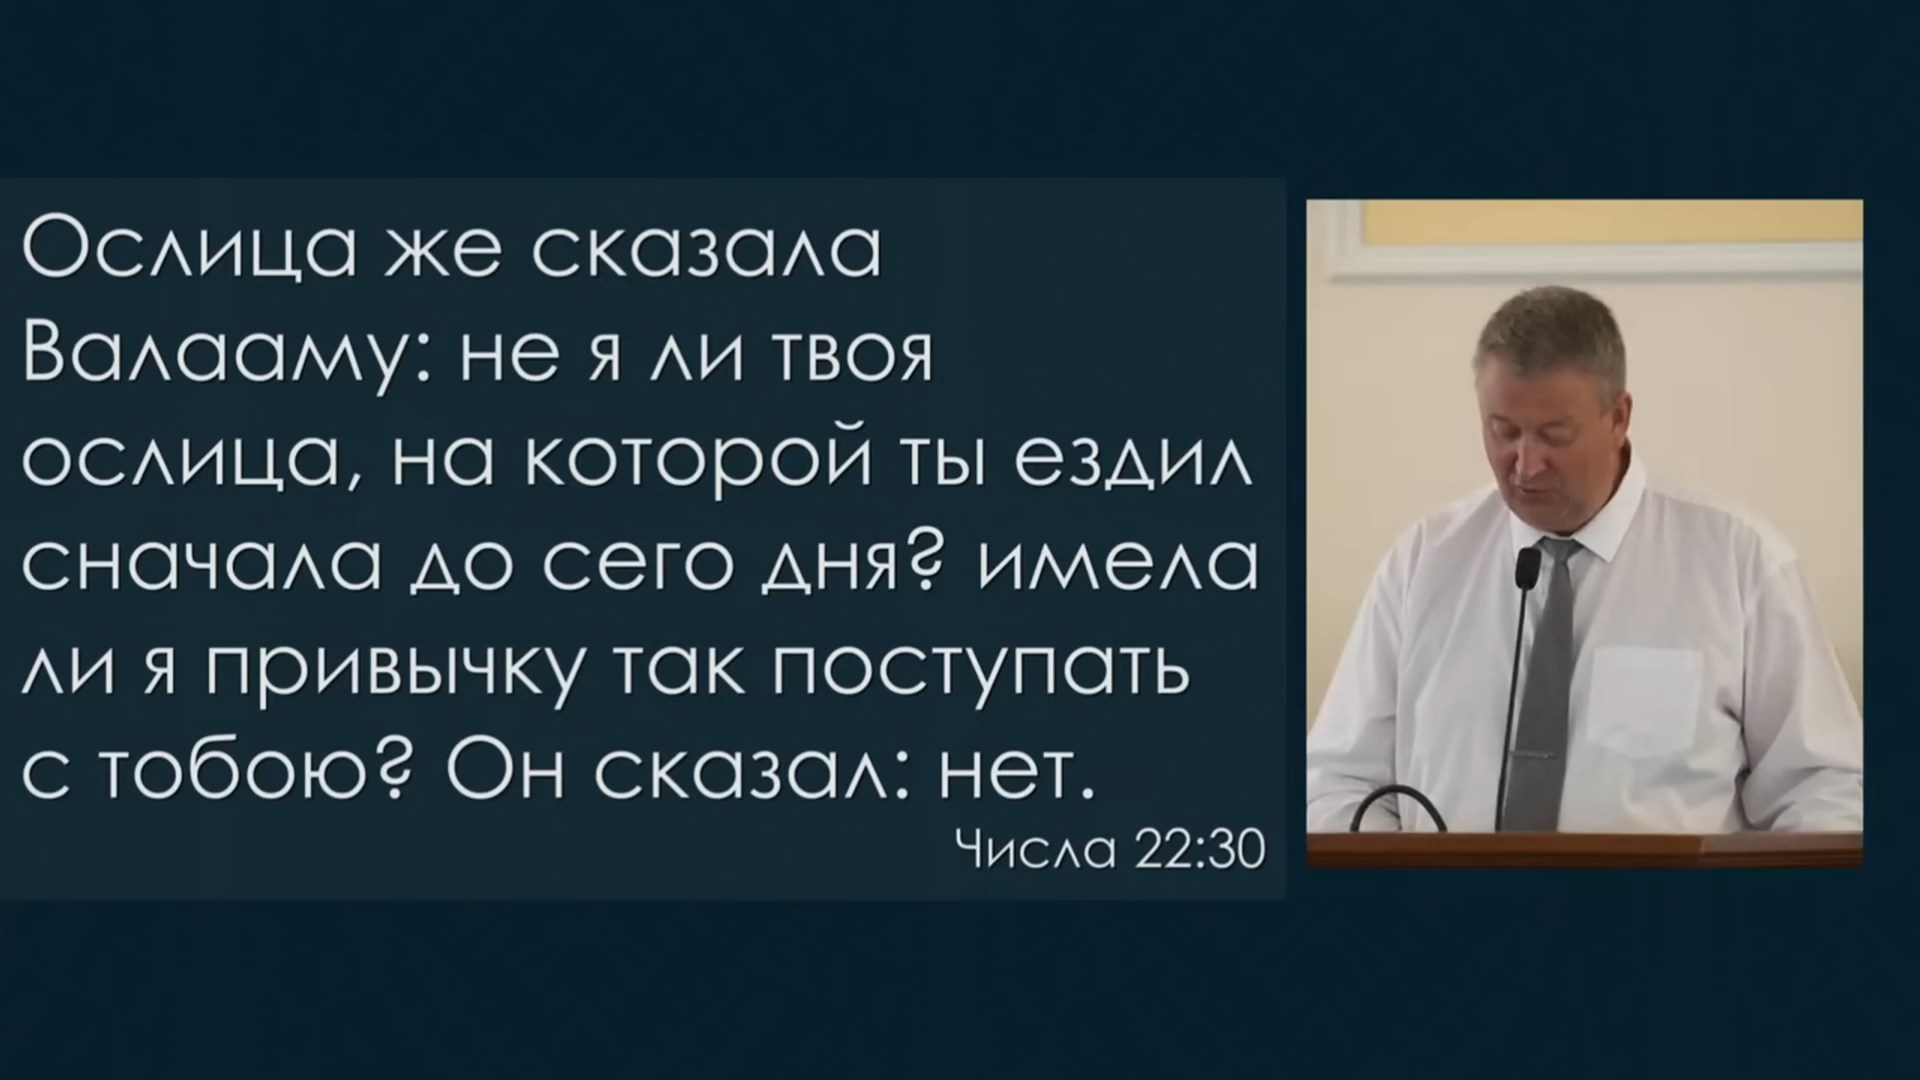 Ослица же сказала
Валааму: не я ли твоя
ослица, на которой ты ездил
сначала до сего дня? имела
ли я привычку так поступать
с тобою? Он сказал: нет.
Числа 22:30